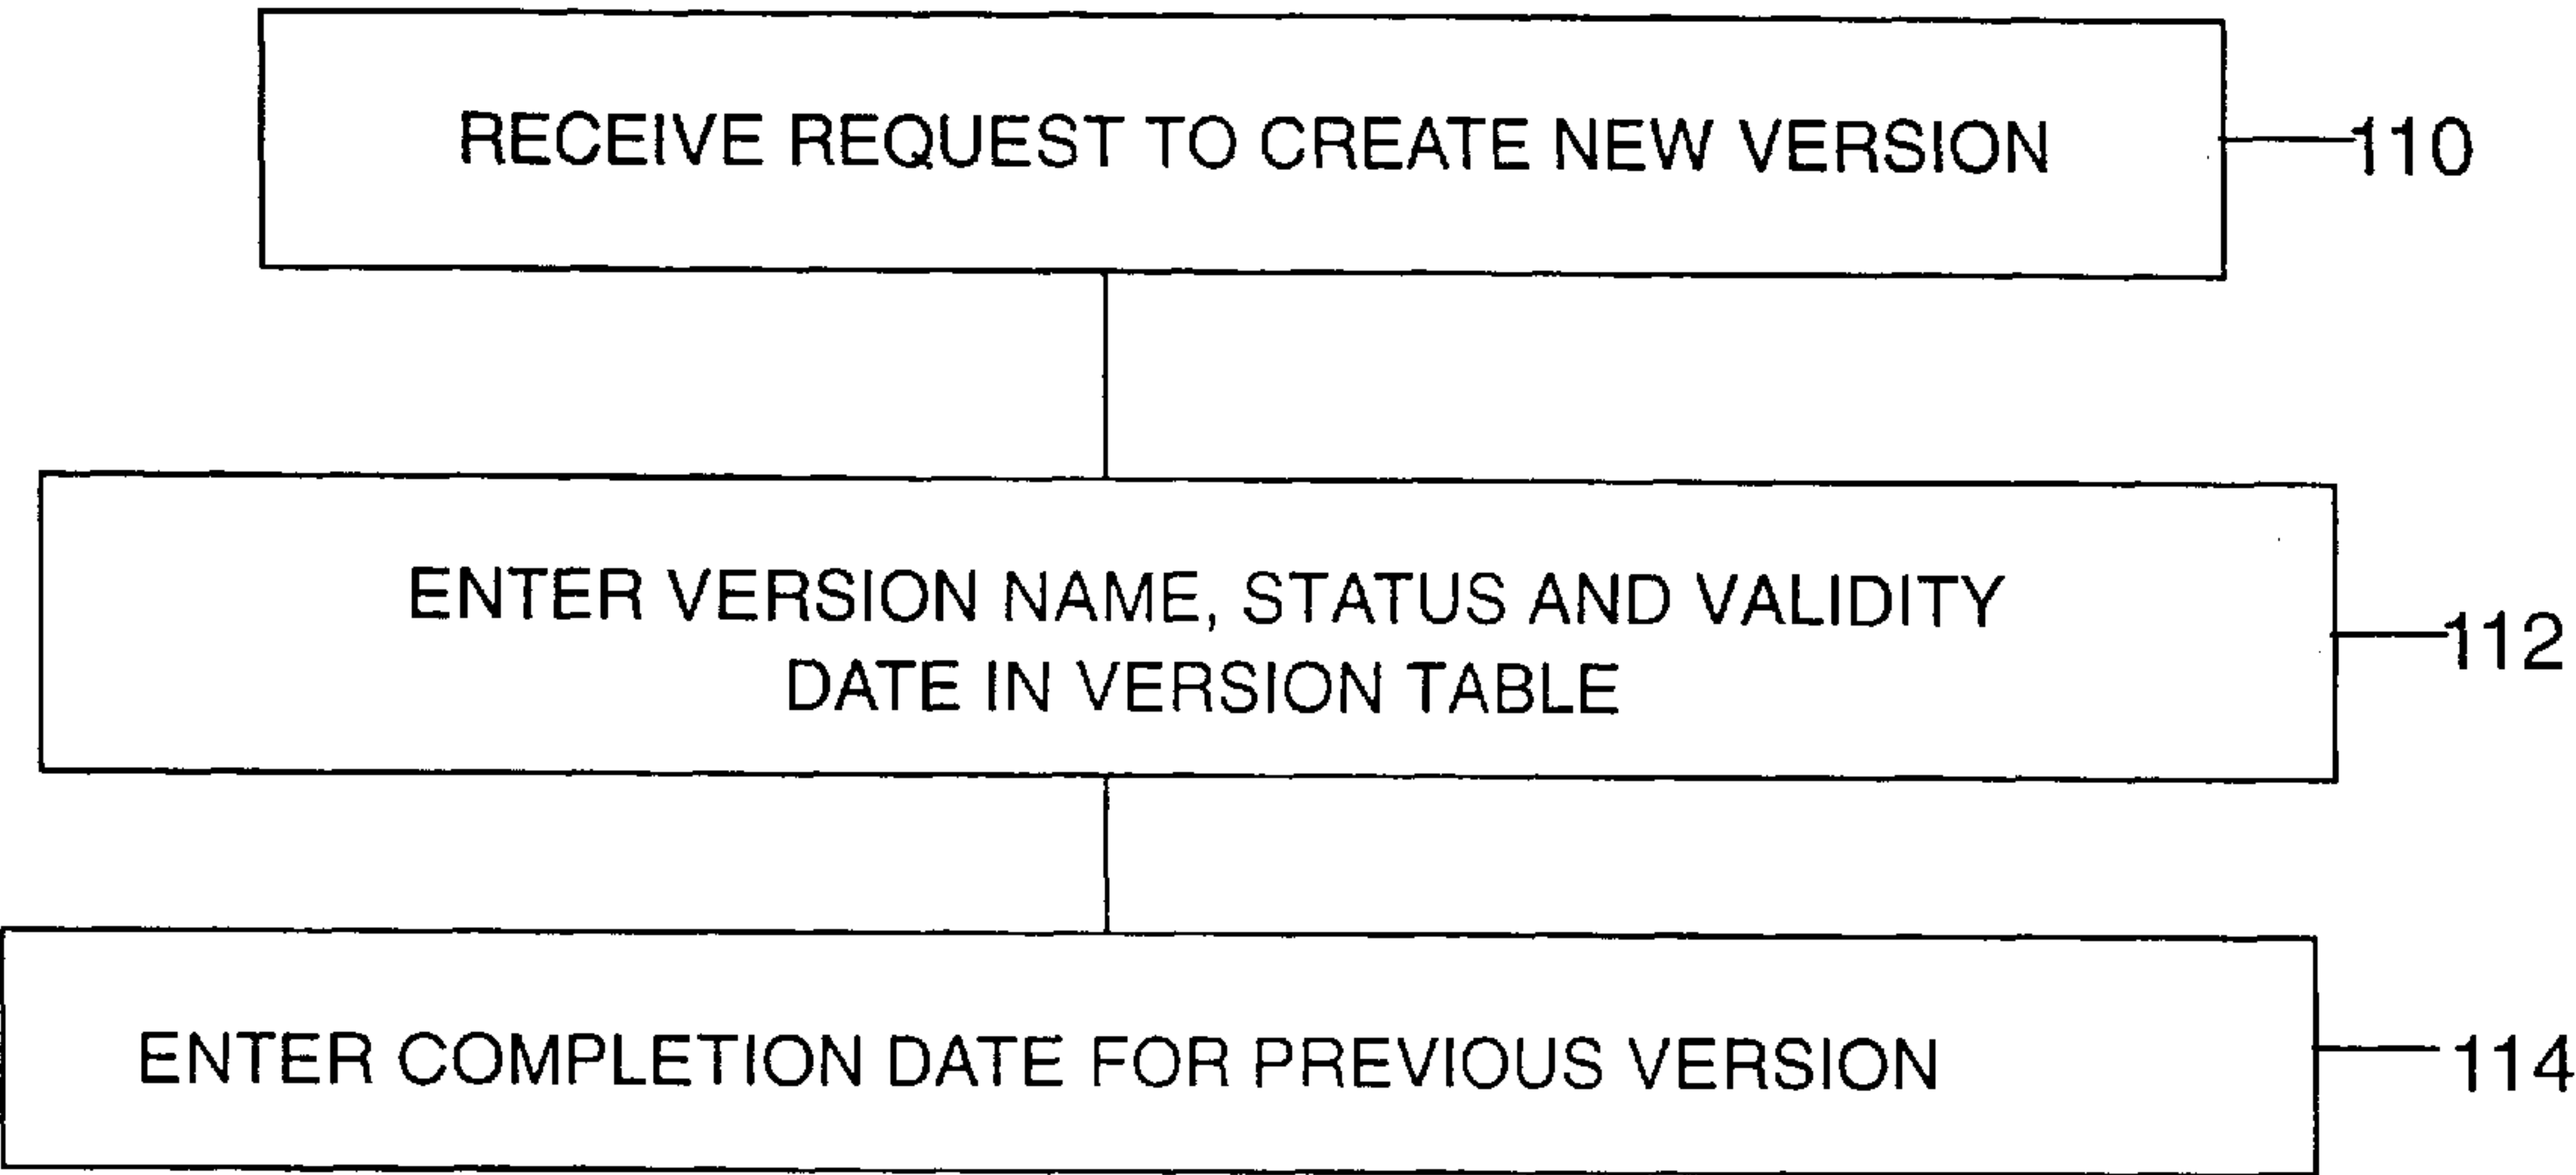 RECEIVE REQUEST TO CREATE NEW VERSION
110
ENTER VERSION NAME, STATUS AND VALIDITY
DATE IN VERSION TABLE
112
ENTER COMPLETION DATE FOR PREVIOUS VERSION
114